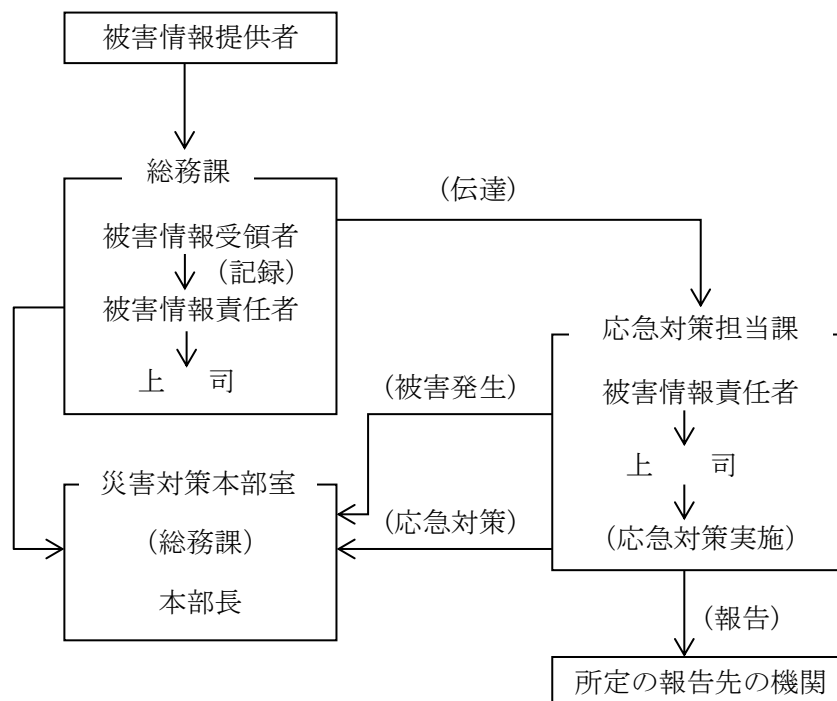 被害情報提供者
総務課
被害情報受領者
(記録)
被害情報責任者
上　司
(伝達)
応急対策担当課
被害情報責任者
上　司
(応急対策実施)
(被害発生)
(応急対策)
災害対策本部室
(総務課)
本部長
(報告)
所定の報告先の機関